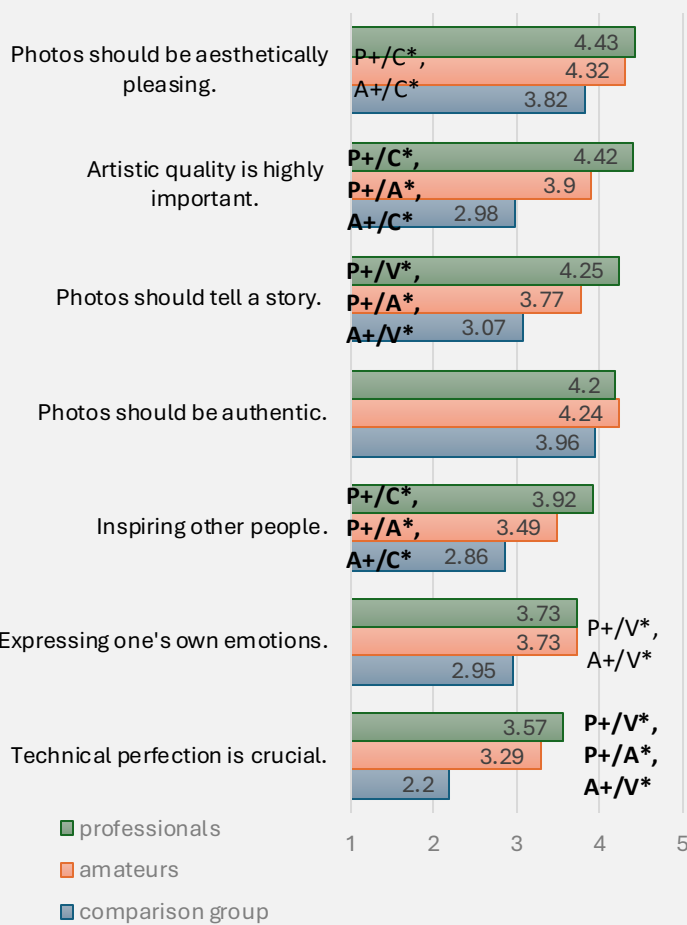 Photos should be aesthetically
pleasing.
P+/C*,
A+/C*
4.43
4.32
3.82
Artistic quality is highly
important.
P+/C*,
P+/A*,
A+/C*
4.42
3.9
2.98
Photos should tell a story.
P+/V*,
P+/A*,
A+/V*
4.25
3.77
3.07
Photos should be authentic.
4.2
4.24
3.96
Inspiring other people.
P+/C*,
P+/A*,
A+/C*
3.92
3.49
2.86
Expressing one's own emotions.
3.73
3.73
2.95
P+/V*,
A+/V*
Technical perfection is crucial.
3.57
3.29
2.2
P+/V*,
P+/A*,
A+/V*
1 2 3 4 5
professionals
amateurs
comparison group